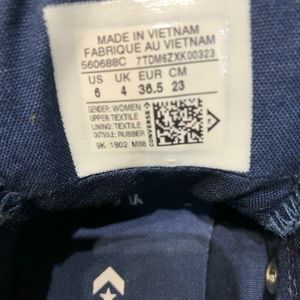 MADE IN VIETNAM
FABRIQUE AU VIETNAM
560688C 7TDM6ZXK00323
US UK EUR CM
6 4 36.5 23
GENDER: WOMEN
UPPER: TEXTILE
LINING: TEXTILE
OUTSOLE: RUBBER
9K 1802 M88
CONVERSE